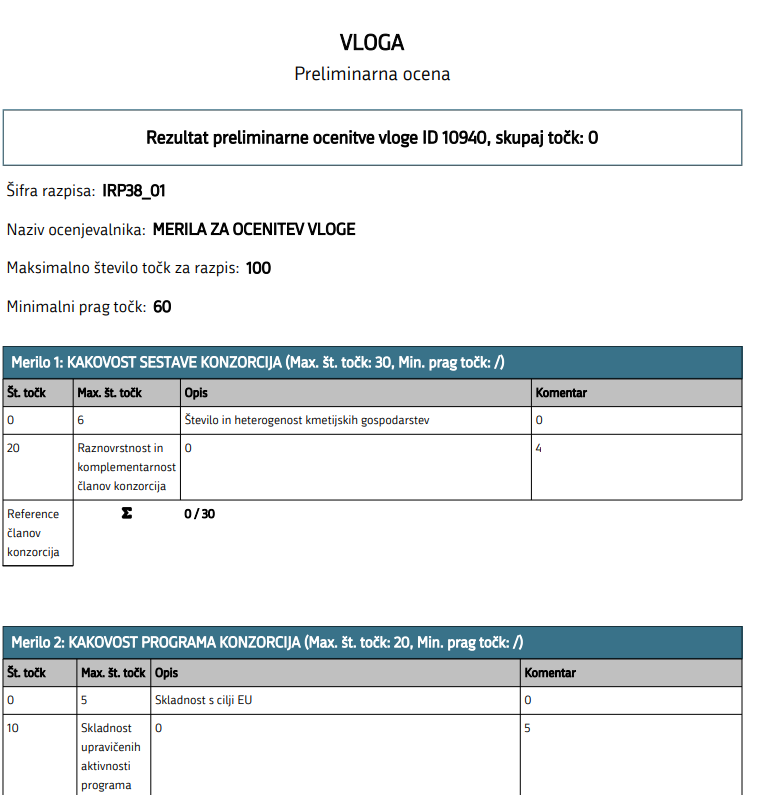 VLOGA
Preliminarna ocena
Rezultat preliminarne ocenitve vloge ID 10940, skupaj točk: 0
Šifra razpisa: IRP38_01
Naziv ocenjevalnika: MERILA ZA OCENITEV VLOGE
Maksimalno število točk za razpis: 100
Minimalni prag točk: 60
Merilo 1: KAKOVOST SESTAVE KONZORCIJA (Max. št. točk: 30, Min. prag točk: /)
Št. točk Max. št. točk Opis Komentar
0 6 Število in heterogenost kmetijskih gospodarstev 0
20 Raznovrstnost in 0 4
komplementarnost
članov konzorcija
Reference Σ 0 / 30
članov
konzorcija
Merilo 2: KAKOVOST PROGRAMA KONZORCIJA (Max. št. točk: 20, Min. prag točk: /)
Št. točk Max. št. točk Opis Komentar
0 5 Skladnost s cilji EU 0
10 Skladnost 0 5
upravičenih
aktivnosti
programa